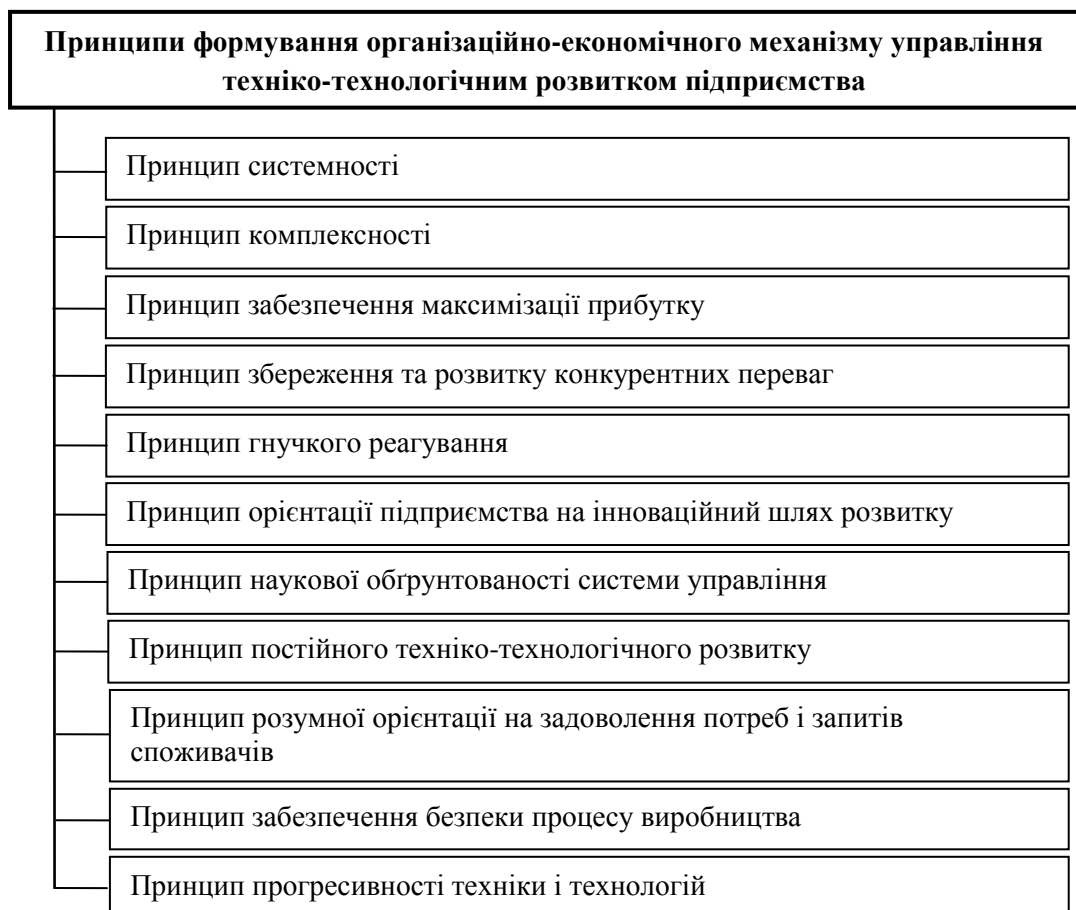 Принципи формування організаційно-економічного механізму управління
техніко-технологічним розвитком підприємства
Принцип системності
Принцип комплексності
Принцип забезпечення максимізації прибутку
Принцип збереження та розвитку конкурентних переваг
Принцип гнучкого реагування
Принцип орієнтації підприємства на інноваційний шлях розвитку
Принцип наукової обґрунтованості системи управління
Принцип постійного техніко-технологічного розвитку
Принцип розумної орієнтації на задоволення потреб і запитів
споживачів
Принцип забезпечення безпеки процесу виробництва
Принцип прогресивності техніки і технологій